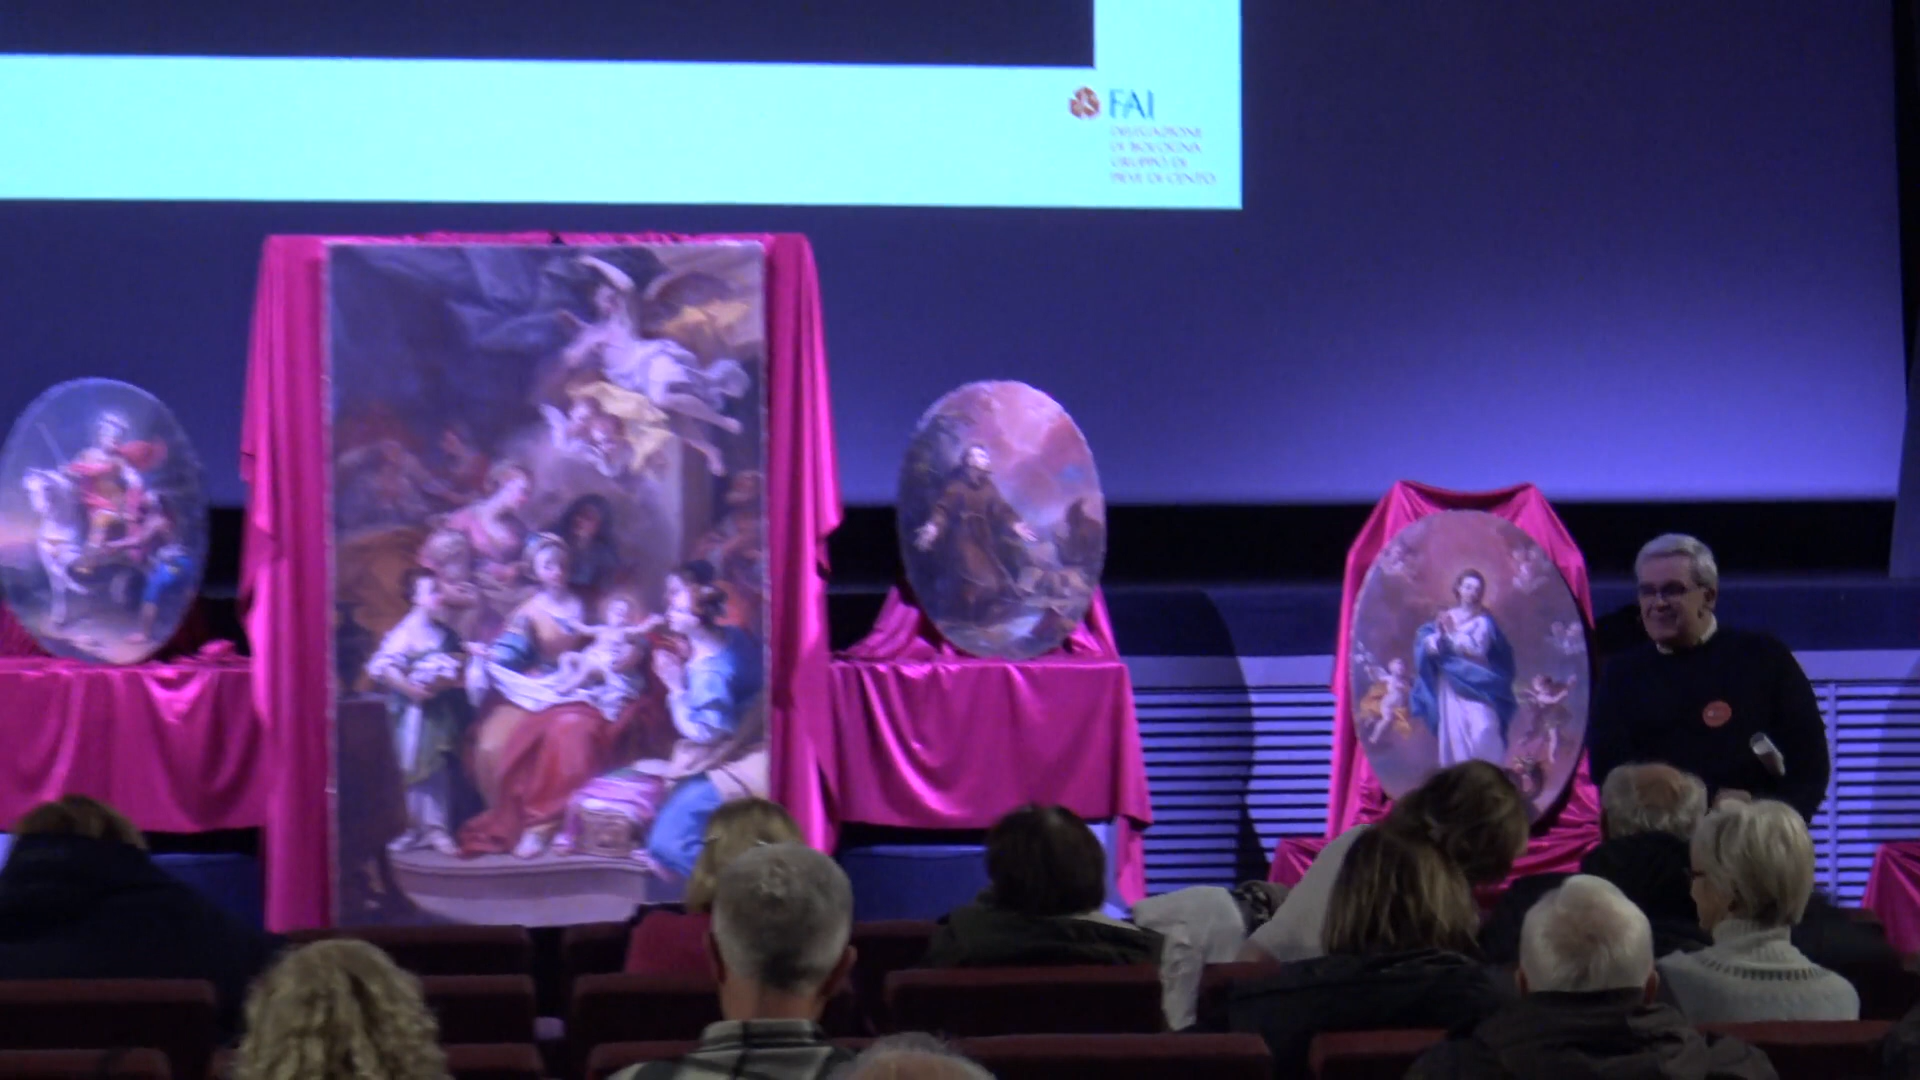 FAI
DELEGAZIONE
DI BOLOGNA
GRUPPO DI
PIEVE DI CENTO